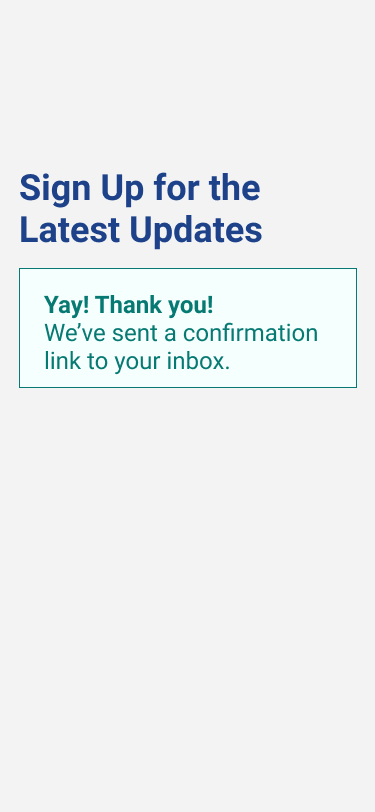 Sign Up for the
Latest Updates
Yay! Thank you!
We’ve sent a confirmation
link to your inbox.